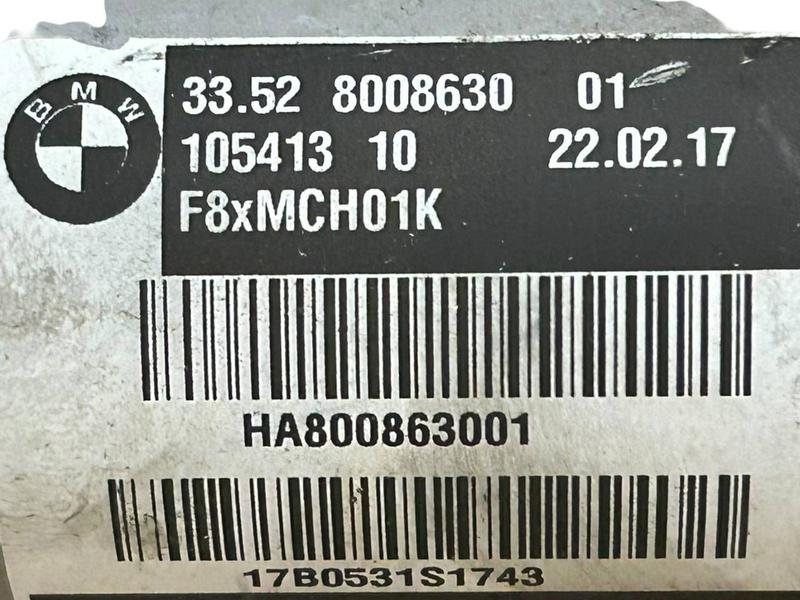 BMW
33.52 8008630 01
105413 10 22.02.17
F8xMCH01K
HA800863001
17B0531S1743